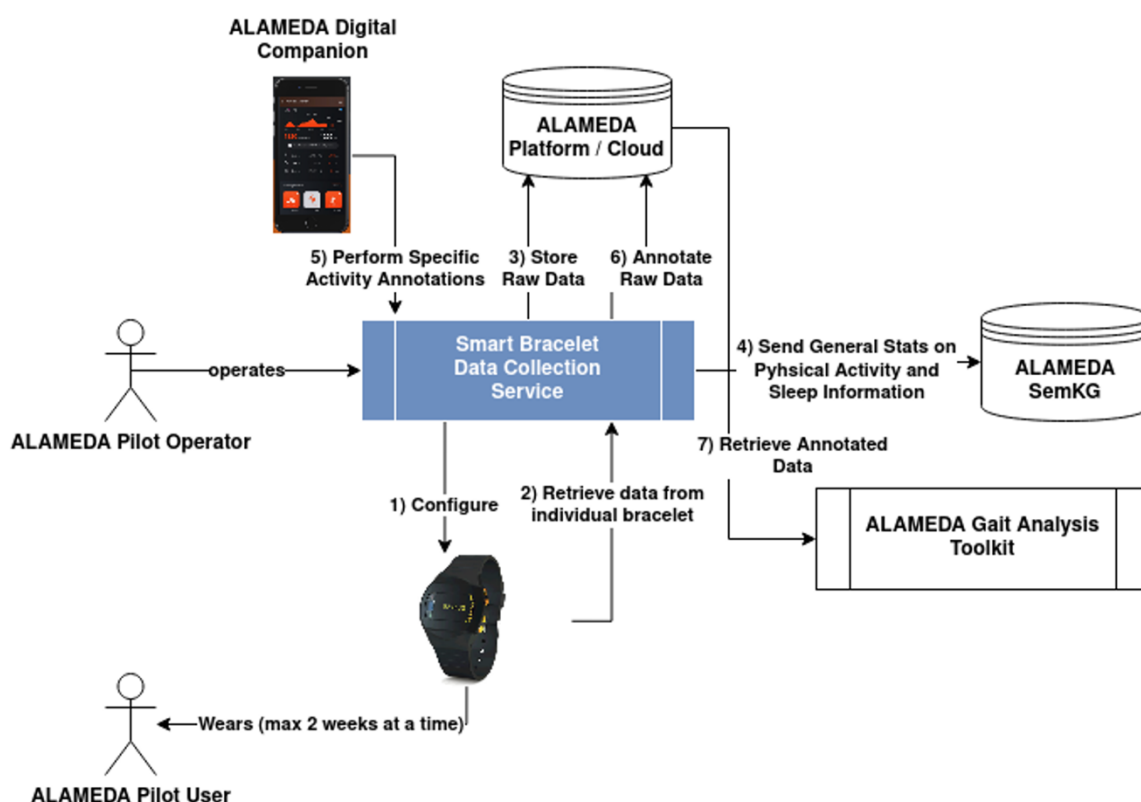 ALAMEDA Digital
Companion
ALAMEDA
Platform / Cloud
5) Perform Specific
Activity Annotations
3) Store
Raw Data
6) Annotate
Raw Data
Smart Bracelet
Data Collection
Service
operates
ALAMEDA Pilot Operator
4) Send General Stats on
Pyhsical Activity and
Sleep Information
ALAMEDA
SemKG
7) Retrieve Annotated
Data
1) Configure
2) Retrieve data from
individual bracelet
ALAMEDA Gait Analysis
Toolkit
Wears (max 2 weeks at a time)
ALAMEDA Pilot User